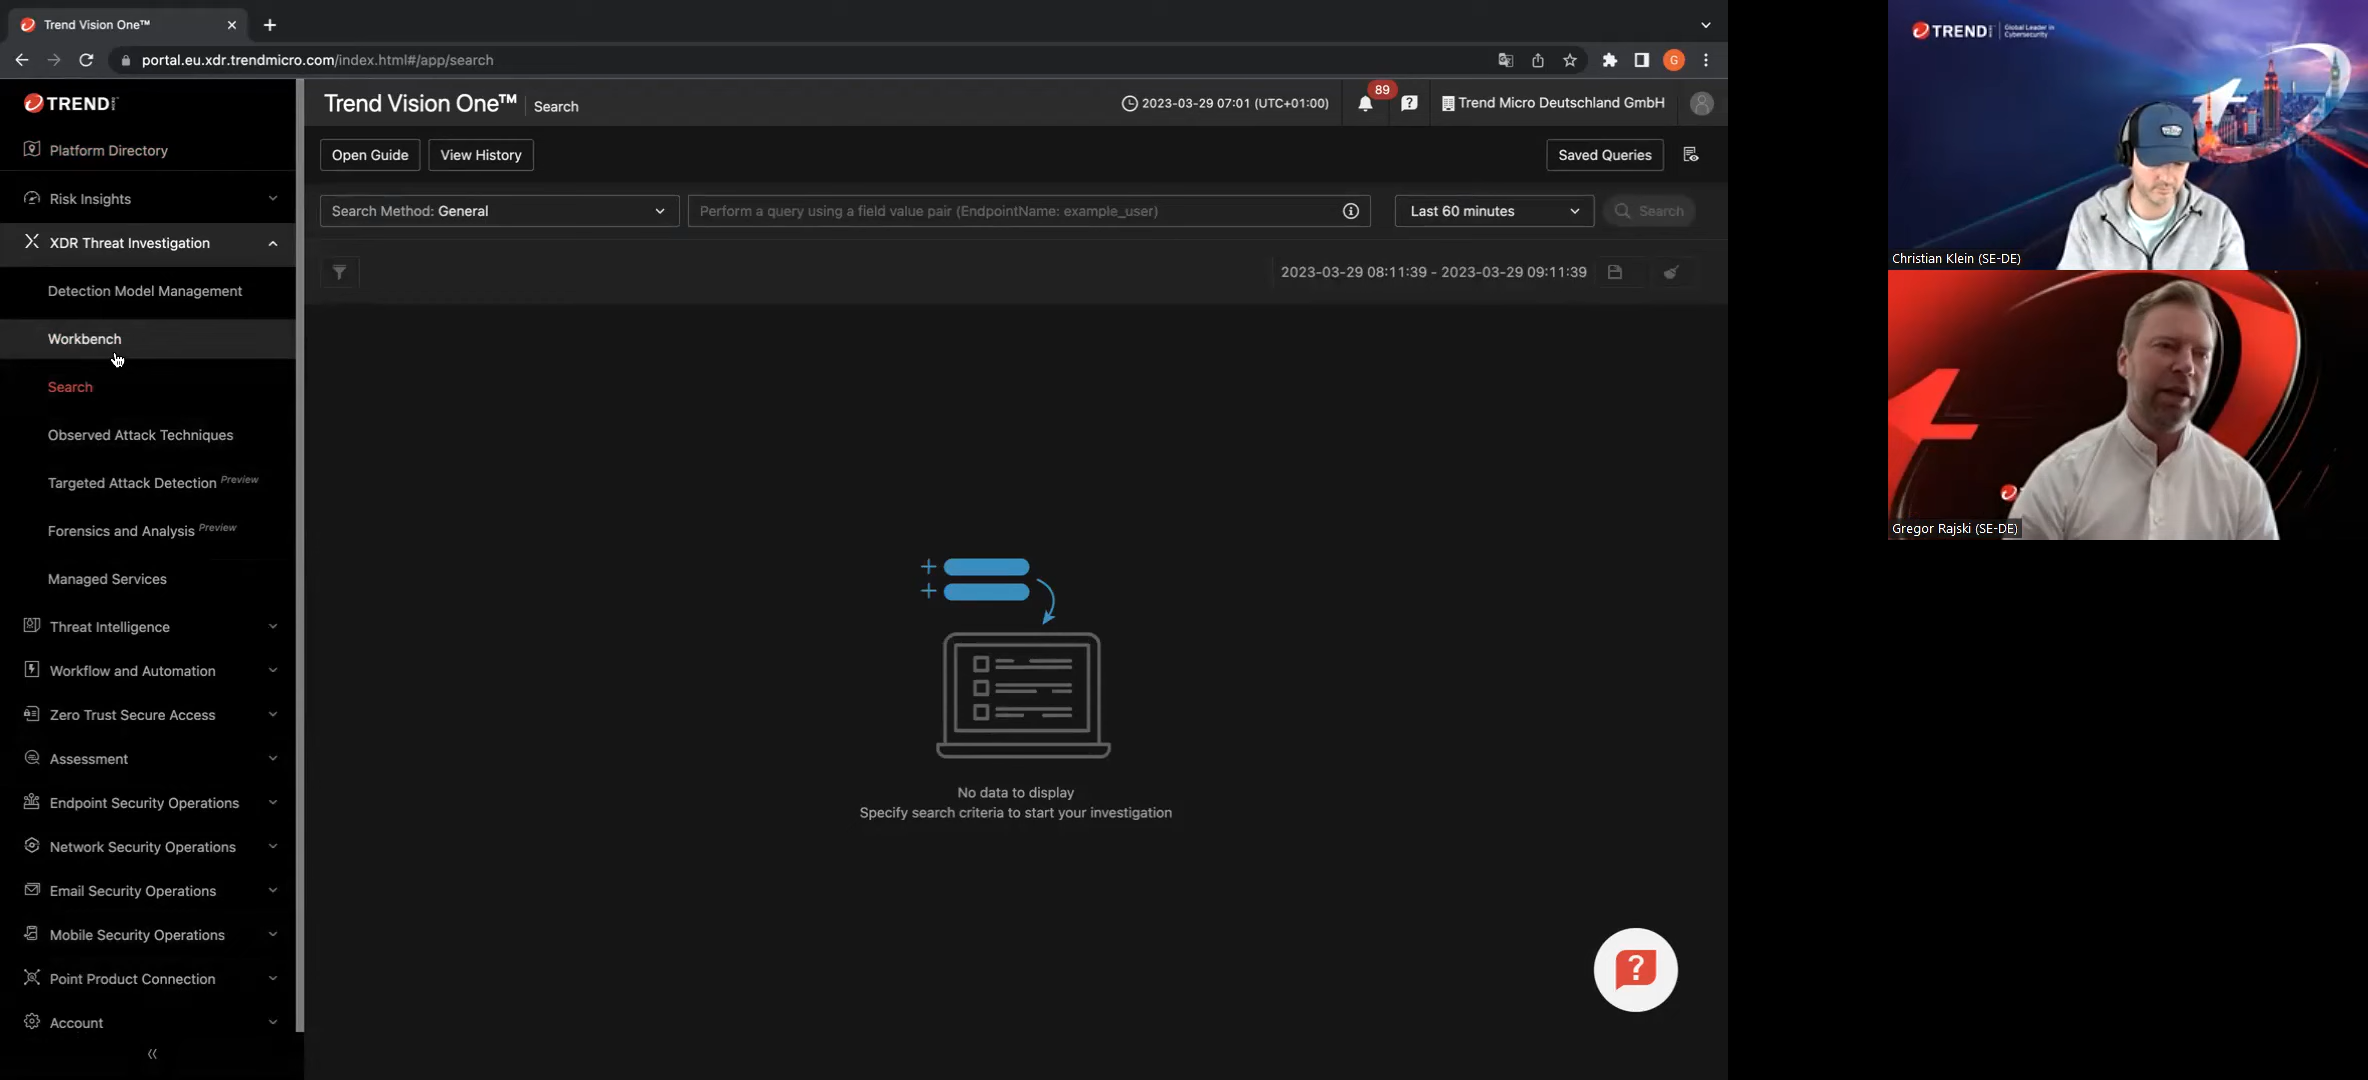 Trend Vision One™
portal.eu.xdr.trendmicro.com/index.html#/app/search
G
TREND MICRO
Platform Directory
Risk Insights
XDR Threat Investigation
Detection Model Management
Workbench
Search
Observed Attack Techniques
Targeted Attack Detection Preview
Forensics and Analysis Preview
Managed Services
Threat Intelligence
Workflow and Automation
Zero Trust Secure Access
Assessment
Endpoint Security Operations
Network Security Operations
Email Security Operations
Mobile Security Operations
Point Product Connection
Account
Trend Vision One™ Search
2023-03-29 07:01 (UTC+01:00)
89
Trend Micro Deutschland GmbH
Open Guide
View History
Saved Queries
Search Method: General
Perform a query using a field value pair (EndpointName: example_user)
Last 60 minutes
Search
2023-03-29 08:11:39 - 2023-03-29 09:11:39
No data to display
Specify search criteria to start your investigation
TREND MICRO
Global Leader in
Cybersecurity
Christian Klein (SE-DE)
Gregor Rajski (SE-DE)